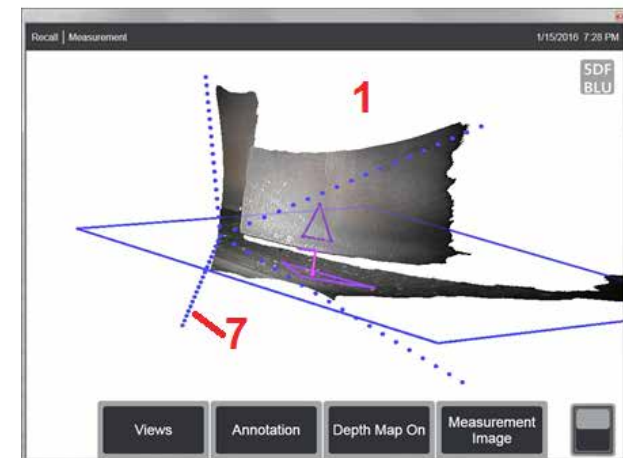 Recall | Measurement
1/15/2016 7:28 PM
SDF
BLU
1
7
Views
Annotation
Depth Map On
Measurement
Image